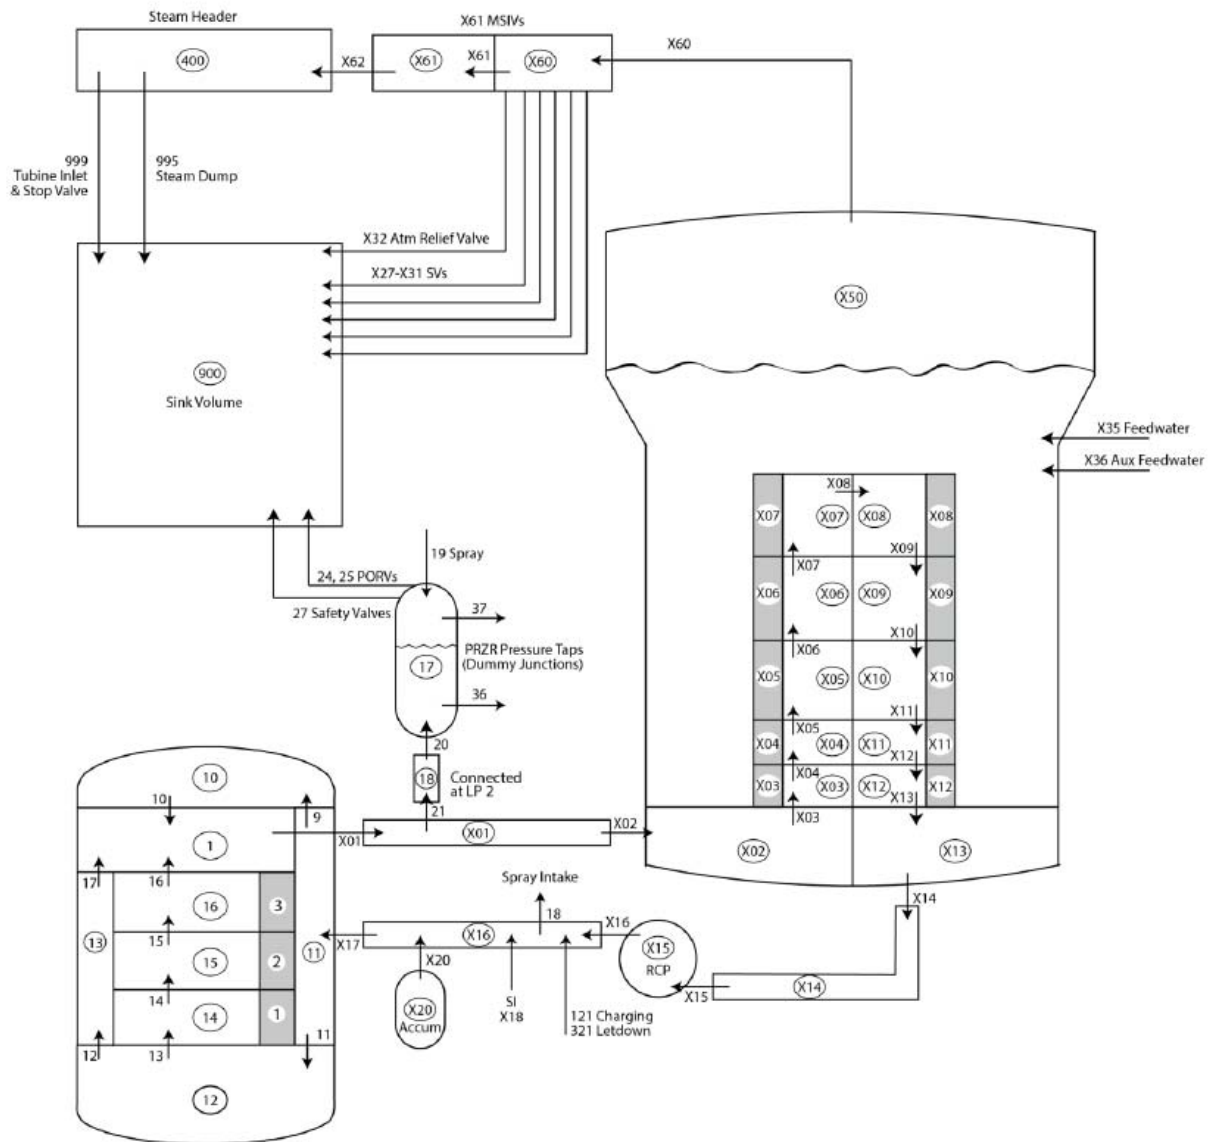 Steam Header
X61 MSIVs
400
X62
X61
X61
X60
X60
999
Tubine Inlet
& Stop Valve
995
Steam Dump
X32 Atm Relief Valve
X27-X31 SVs
900
Sink Volume
X50
X35 Feedwater
X36 Aux Feedwater
19 Spray
24, 25 PORVs
27 Safety Valves
37
PRZR Pressure Taps
(Dummy Junctions)
17
36
20
18
Connected
at LP 2
21
X08
X07
X07
X08
X08
X09
X07
X06
X06
X09
X09
X10
X06
X05
X05
X10
X10
X11
X05
X04
X04
X11
X11
X12
X04
X03
X03
X12
X12
X13
X03
X02
X13
10
10
9
1
X01
X01
X02
17
16
16
3
13
15
15
2
11
14
14
1
12
13
11
12
Spray Intake
18
X16
X16
X17
X20
X20
Accum
SI
X18
121 Charging
321 Letdown
X15
RCP
X15
X14
X14